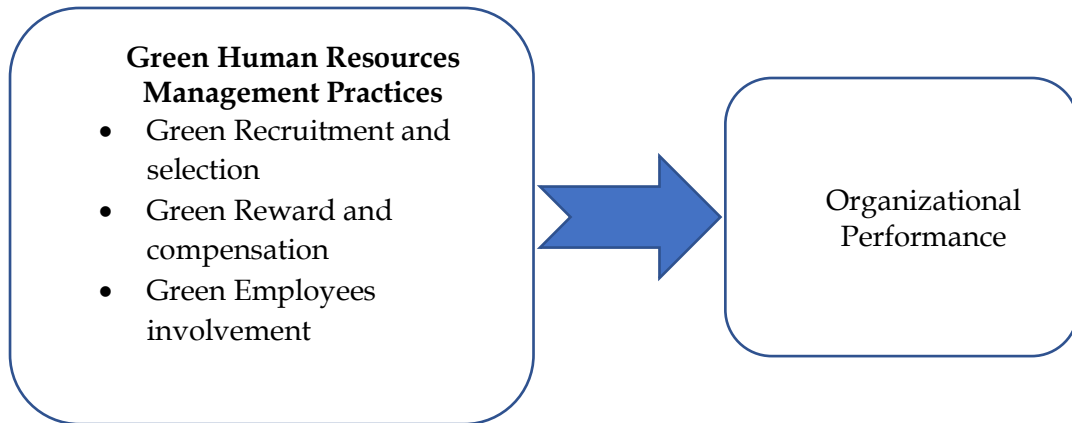 Green Human Resources
Management Practices
• Green Recruitment and
selection
• Green Reward and
compensation
• Green Employees
involvement
Organizational
Performance